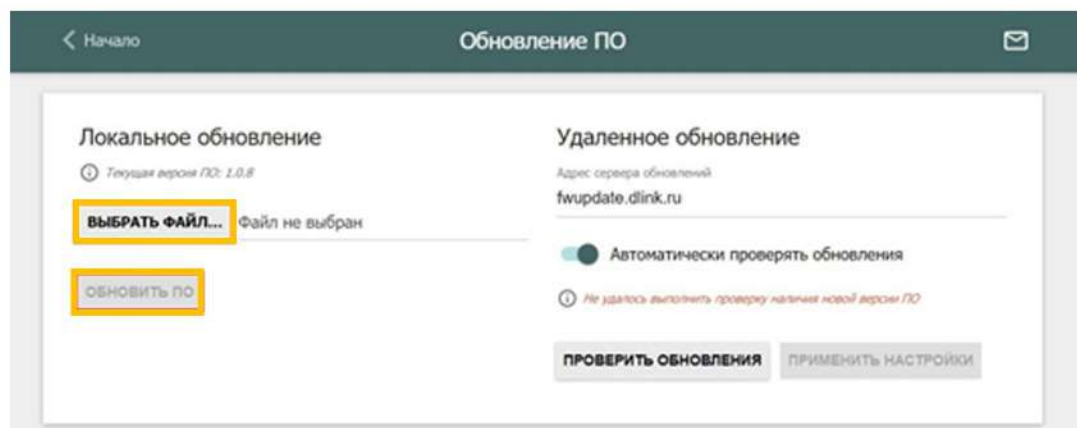 Начало
Обновление ПО
Локальное обновление
Текущая версия ПО: 1.0.8
ВЫБРАТЬ ФАЙЛ... Файл не выбран
ОБНОВИТЬ ПО
Удаленное обновление
Адрес сервера обновлений
fwupdate.dlink.ru
Автоматически проверять обновления
Не удалось выполнить проверку наличия новой версии ПО
ПРОВЕРИТЬ ОБНОВЛЕНИЯ ПРИМЕНИТЬ НАСТРОЙКИ